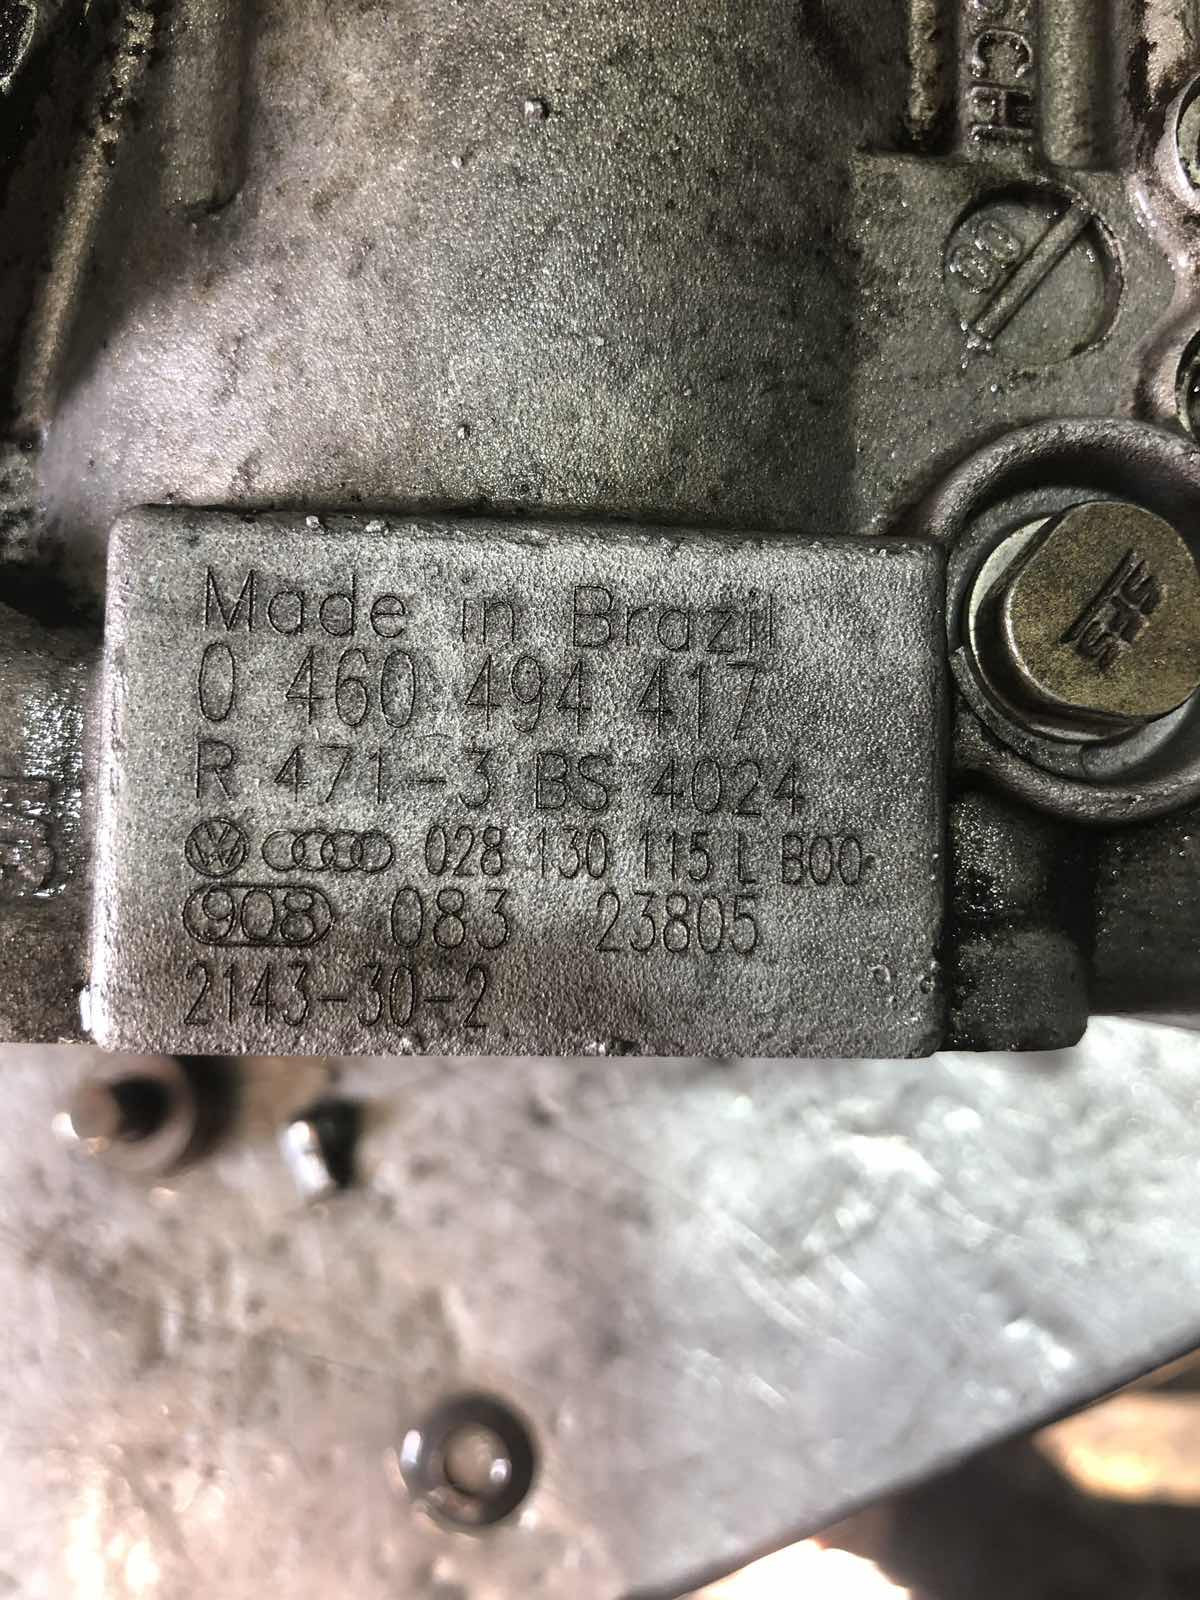 Made in Brazil
0 460 494 417
R 471-3 BS 4024
028 130 115 L B00
908 083 23805
2143-30-2